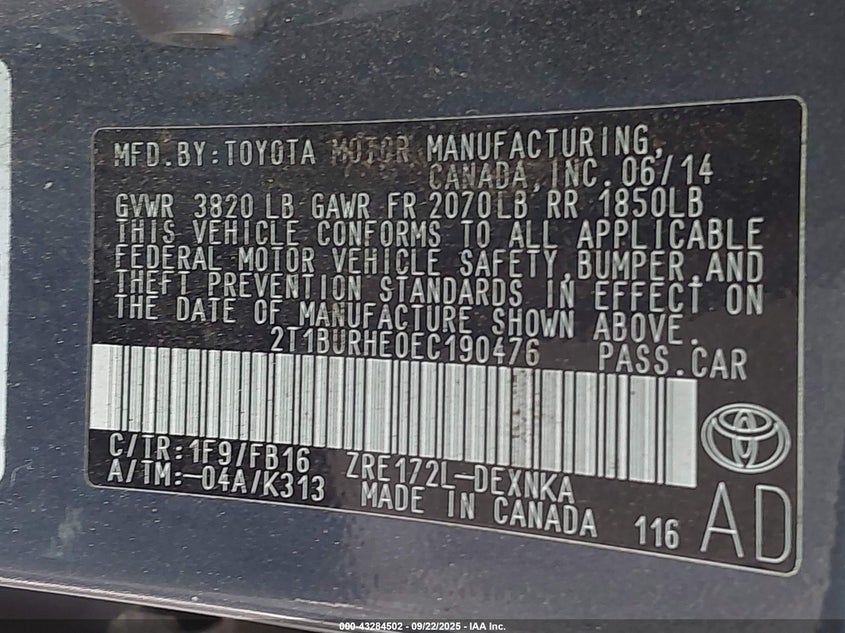 MFD.BY:TOYOTA MOTOR MANUFACTURING,
CANADA,INC. 06/14
GVWR 3820 LB GAWR FR 2070LB RR 1850LB
THIS VEHICLE CONFORMS TO ALL APPLICABLE
FEDERAL MOTOR VEHICLE SAFETY,BUMPER,AND
THEFT PREVENTION STANDARDS IN EFFECT ON
THE DATE OF MANUFACTURE SHOWN ABOVE.
2T1BURHE0EC190476 PASS.CAR
C/TR:1F9/FB16 ZRE172L-DEXNKA
A/TM:-04A/K313 MADE IN CANADA 116 AD
000-43284502 - 09/22/2025 - IAA Inc.